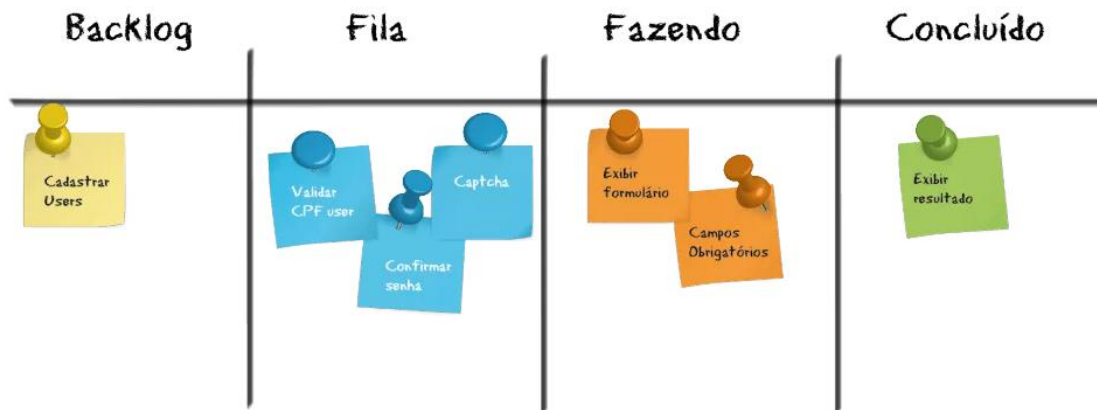 Backlog
Fila
Fazendo
Concluído
Cadastrar
Users
Validar
CPF user
Confirmar
senha
Captcha
Exibir
formulário
Campos
Obrigatórios
Exibir
resultado